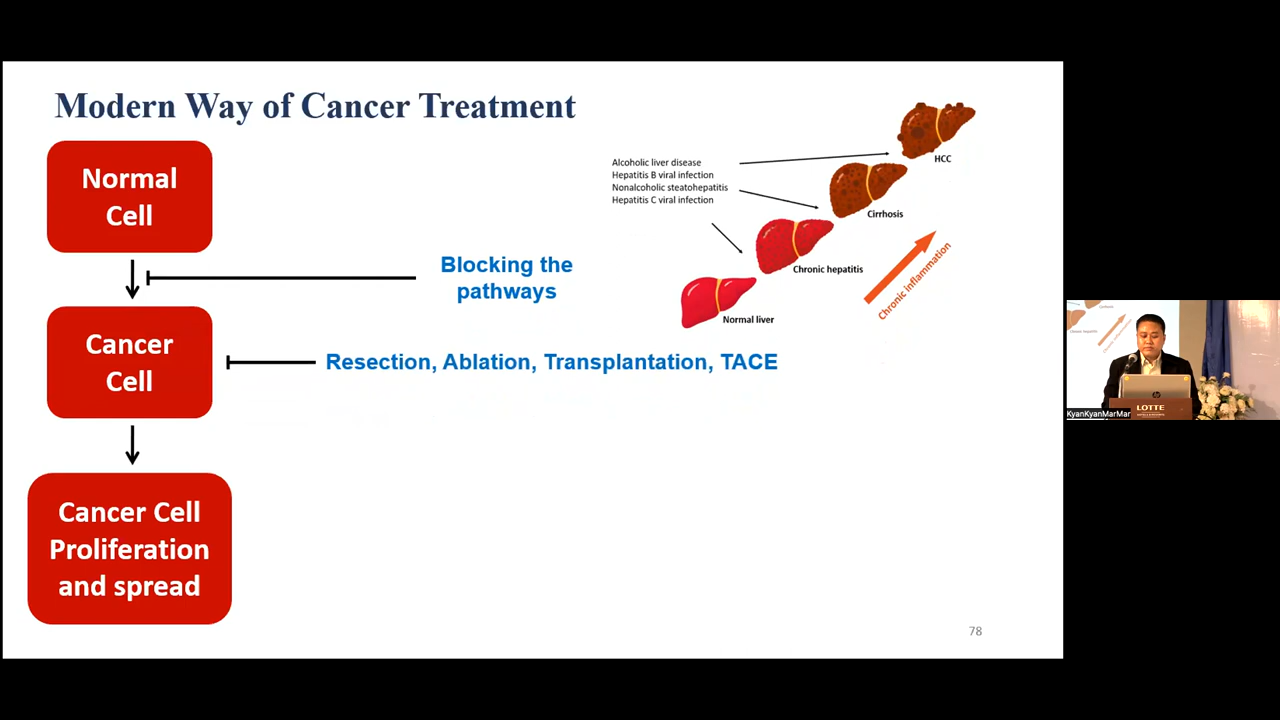 Modern Way of Cancer Treatment
Normal
Cell
Alcoholic liver disease
Hepatitis B viral infection
Nonalcoholic steatohepatitis
Hepatitis C viral infection
HCC
Cirrhosis
Chronic hepatitis
Normal liver
Chronic inflammation
Blocking the
pathways
Cancer
Cell
Resection, Ablation, Transplantation, TACE
Cancer Cell
Proliferation
and spread
78
LOTTE
KyanKyanMarMar